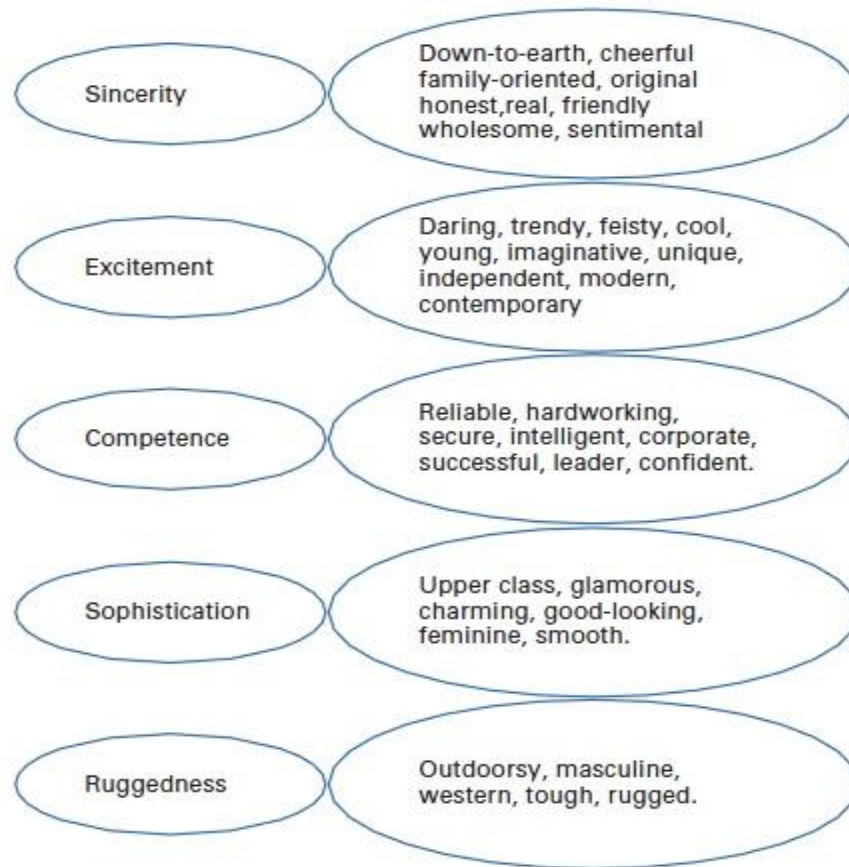 Sincerity
Down-to-earth, cheerful
family-oriented, original
honest,real, friendly
wholesome, sentimental
Excitement
Daring, trendy, feisty, cool,
young, imaginative, unique,
independent, modern,
contemporary
Competence
Reliable, hardworking,
secure, intelligent, corporate,
successful, leader, confident.
Sophistication
Upper class, glamorous,
charming, good-looking,
feminine, smooth.
Ruggedness
Outdoorsy, masculine,
western, tough, rugged.